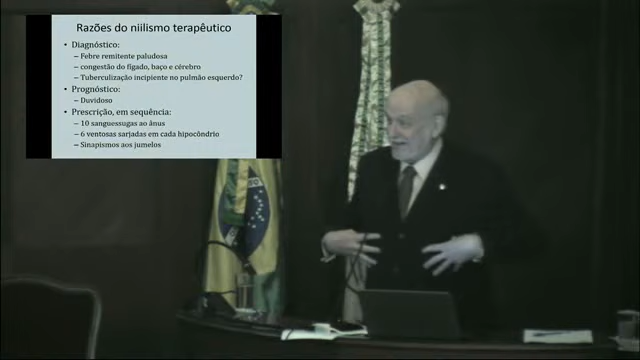 Razões do niilismo terapêutico
• Diagnóstico:
– Febre remitente paludosa
– congestão do fígado, baço e cérebro
– Tuberculização incipiente no pulmão esquerdo?
• Prognóstico:
– Duvidoso
• Prescrição, em sequência:
– 10 sanguessugas ao ânus
– 6 ventosas sarjadas em cada hipocôndrio
– Sinapismos aos jumelos